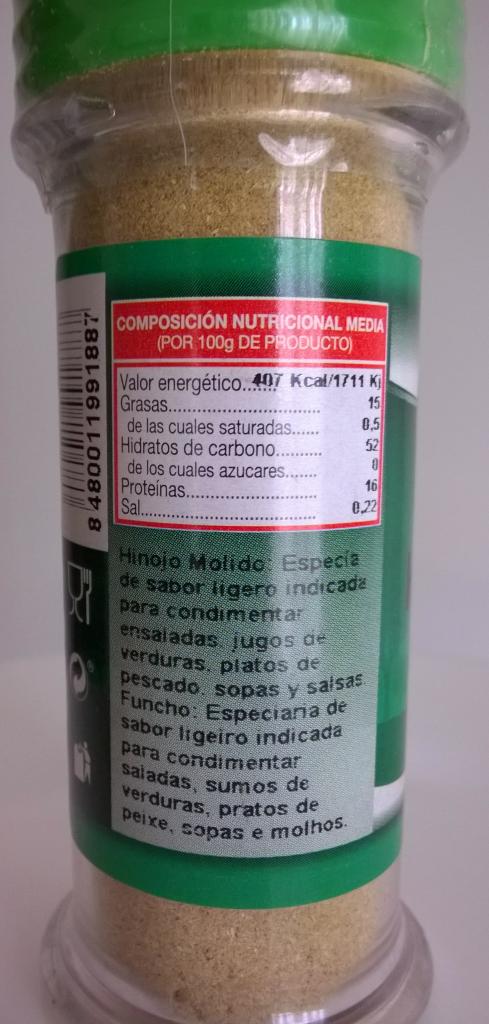 COMPOSICIÓN NUTRICIONAL MEDIA
(POR 100g DE PRODUCTO)
Valor energético....... 407 Kcal/1711 Kj
Grasas.................................... 15
de las cuales saturadas...... 0,5
Hidratos de carbono.......... 52
de los cuales azucares....... 0
Proteínas............................... 16
Sal......................................... 0,22
8480011991887
Hinojo Molido: Especia
de sabor ligero indicada
para condimentar
ensaladas, jugos de
verduras, platos de
pescado, sopas y salsas.
Funcho: Especiaria de
sabor ligeiro indicada
para condimentar
saladas, sumos de
verduras, pratos de
peixe, sopas e molhos.